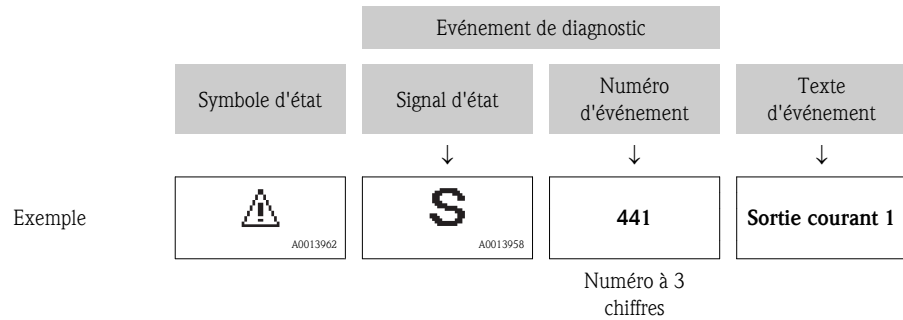 Evénement de diagnostic
Symbole d'état
Signal d'état
Numéro
d'événement
Texte
d'événement
↓ ↓ ↓
Exemple
A0013962
S
A0013958
441
Sortie courant 1
Numéro à 3
chiffres